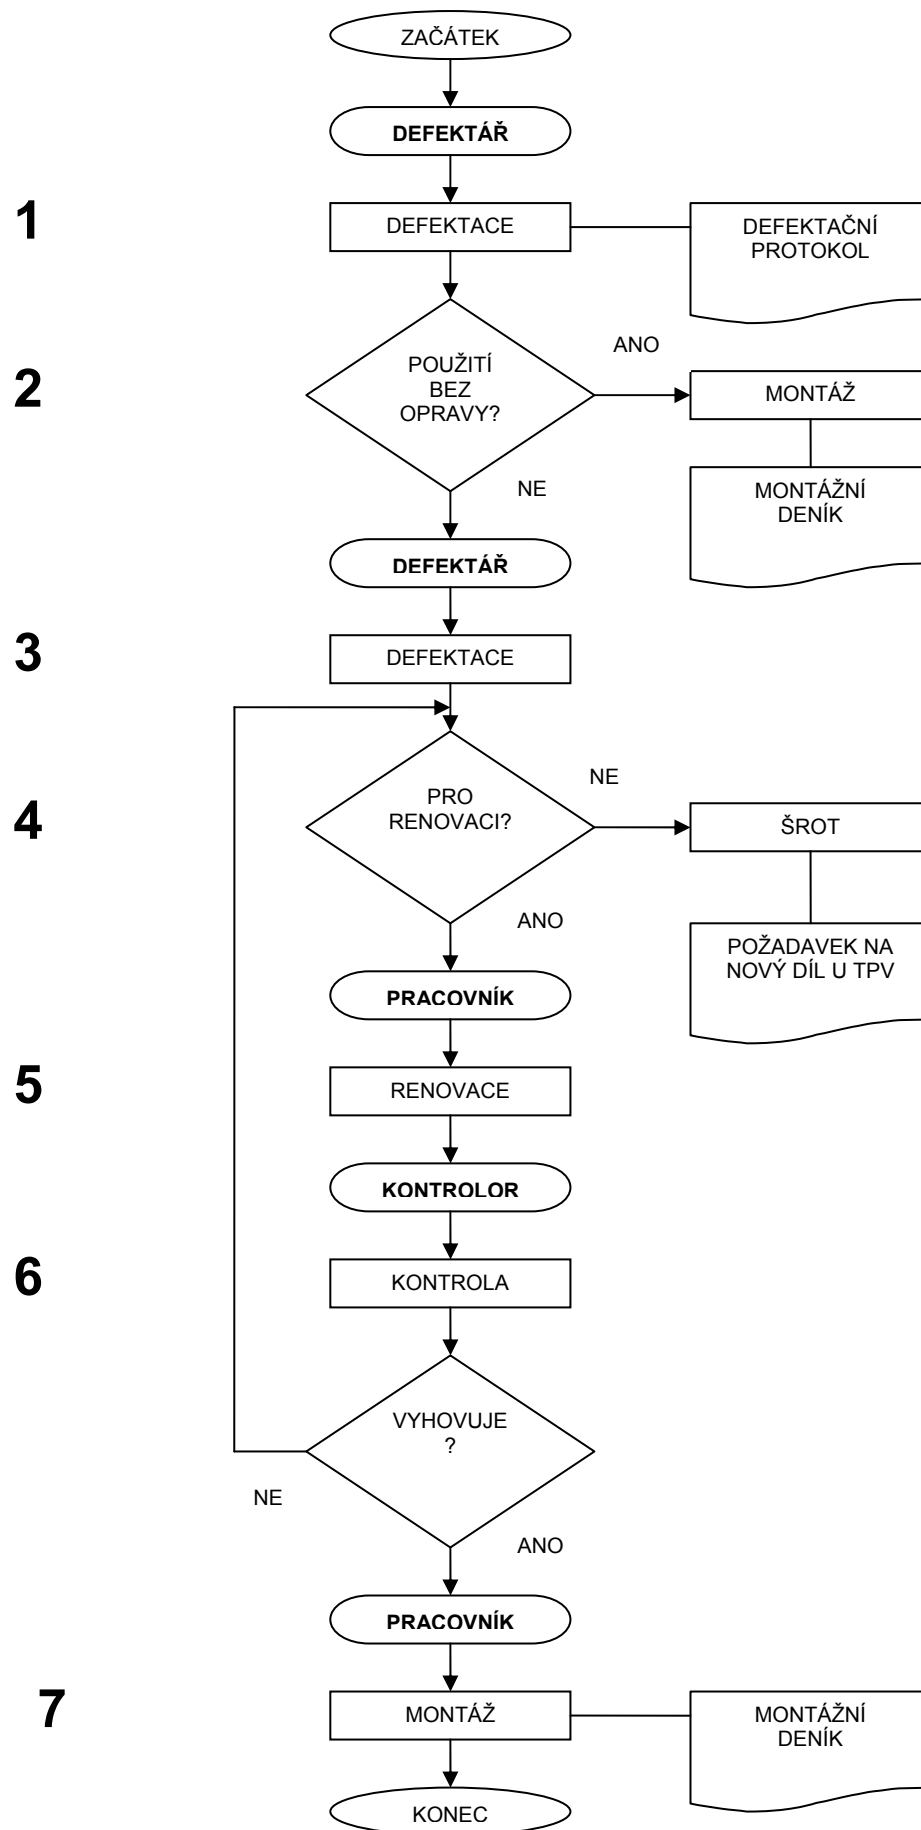 ZAČÁTEK
DEFEKTÁŘ
1
DEFEKTACE
DEFEKTAČNÍ
PROTOKOL
2
POUŽITÍ
BEZ
OPRAVY?
ANO
MONTÁŽ
NE
MONTÁŽNÍ
DENÍK
DEFEKTÁŘ
3
DEFEKTACE
4
PRO
RENOVACI?
NE
ŠROT
ANO
POŽADAVEK NA
NOVÝ DÍL U TPV
PRACOVNÍK
5
RENOVACE
KONTROLOR
6
KONTROLA
VYHOVUJE
?
NE
ANO
PRACOVNÍK
7
MONTÁŽ
MONTÁŽNÍ
DENÍK
KONEC